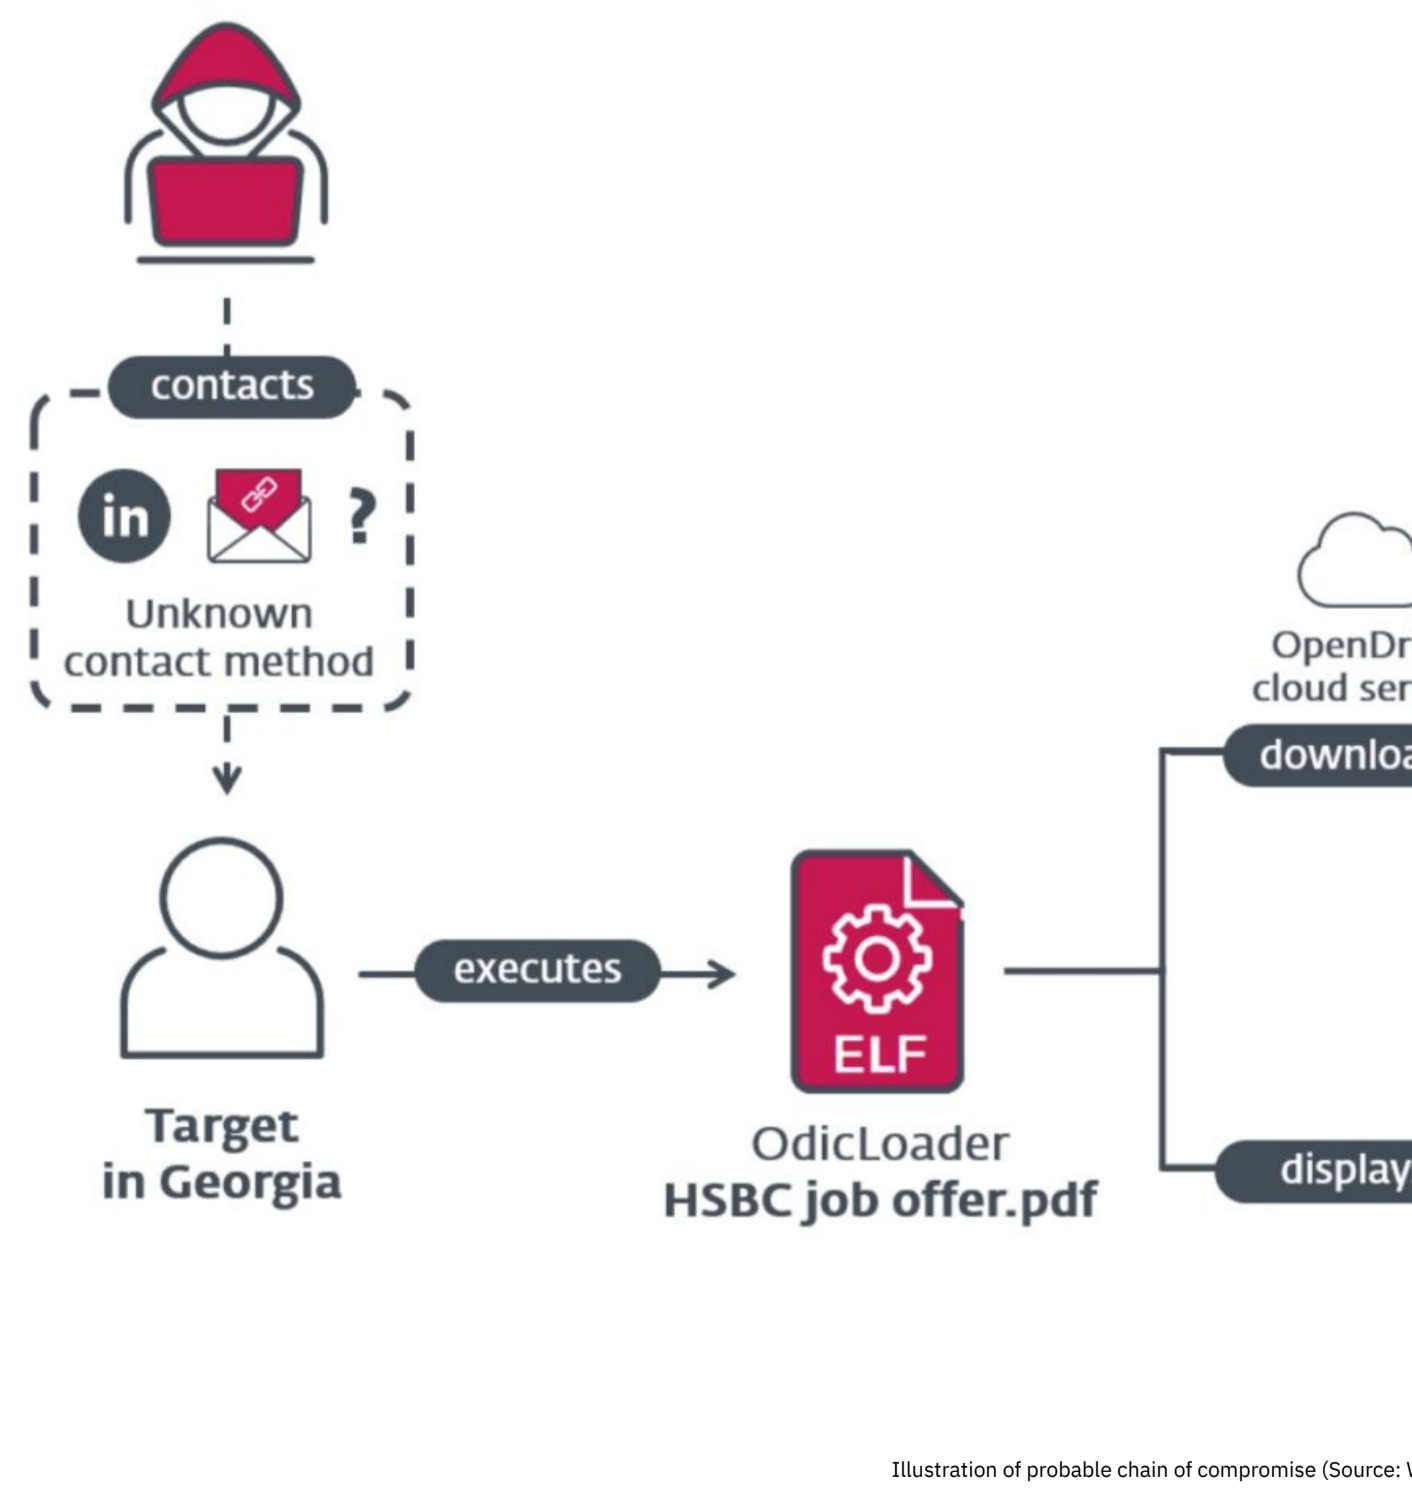 contacts
in
?
Unknown
contact method
OpenDr
cloud ser
downloa
executes
ELF
display
Target
in Georgia
OdicLoader
HSBC job offer.pdf
Illustration of probable chain of compromise (Source: